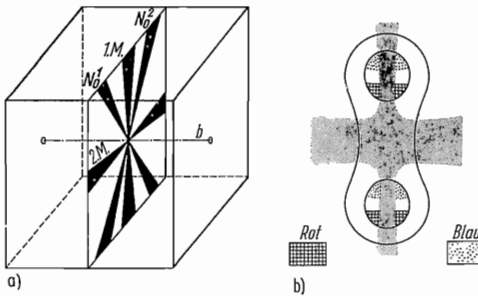 N₀¹
1.M.
N₀²
2.M.
b
a)
Rot
Blau
b)